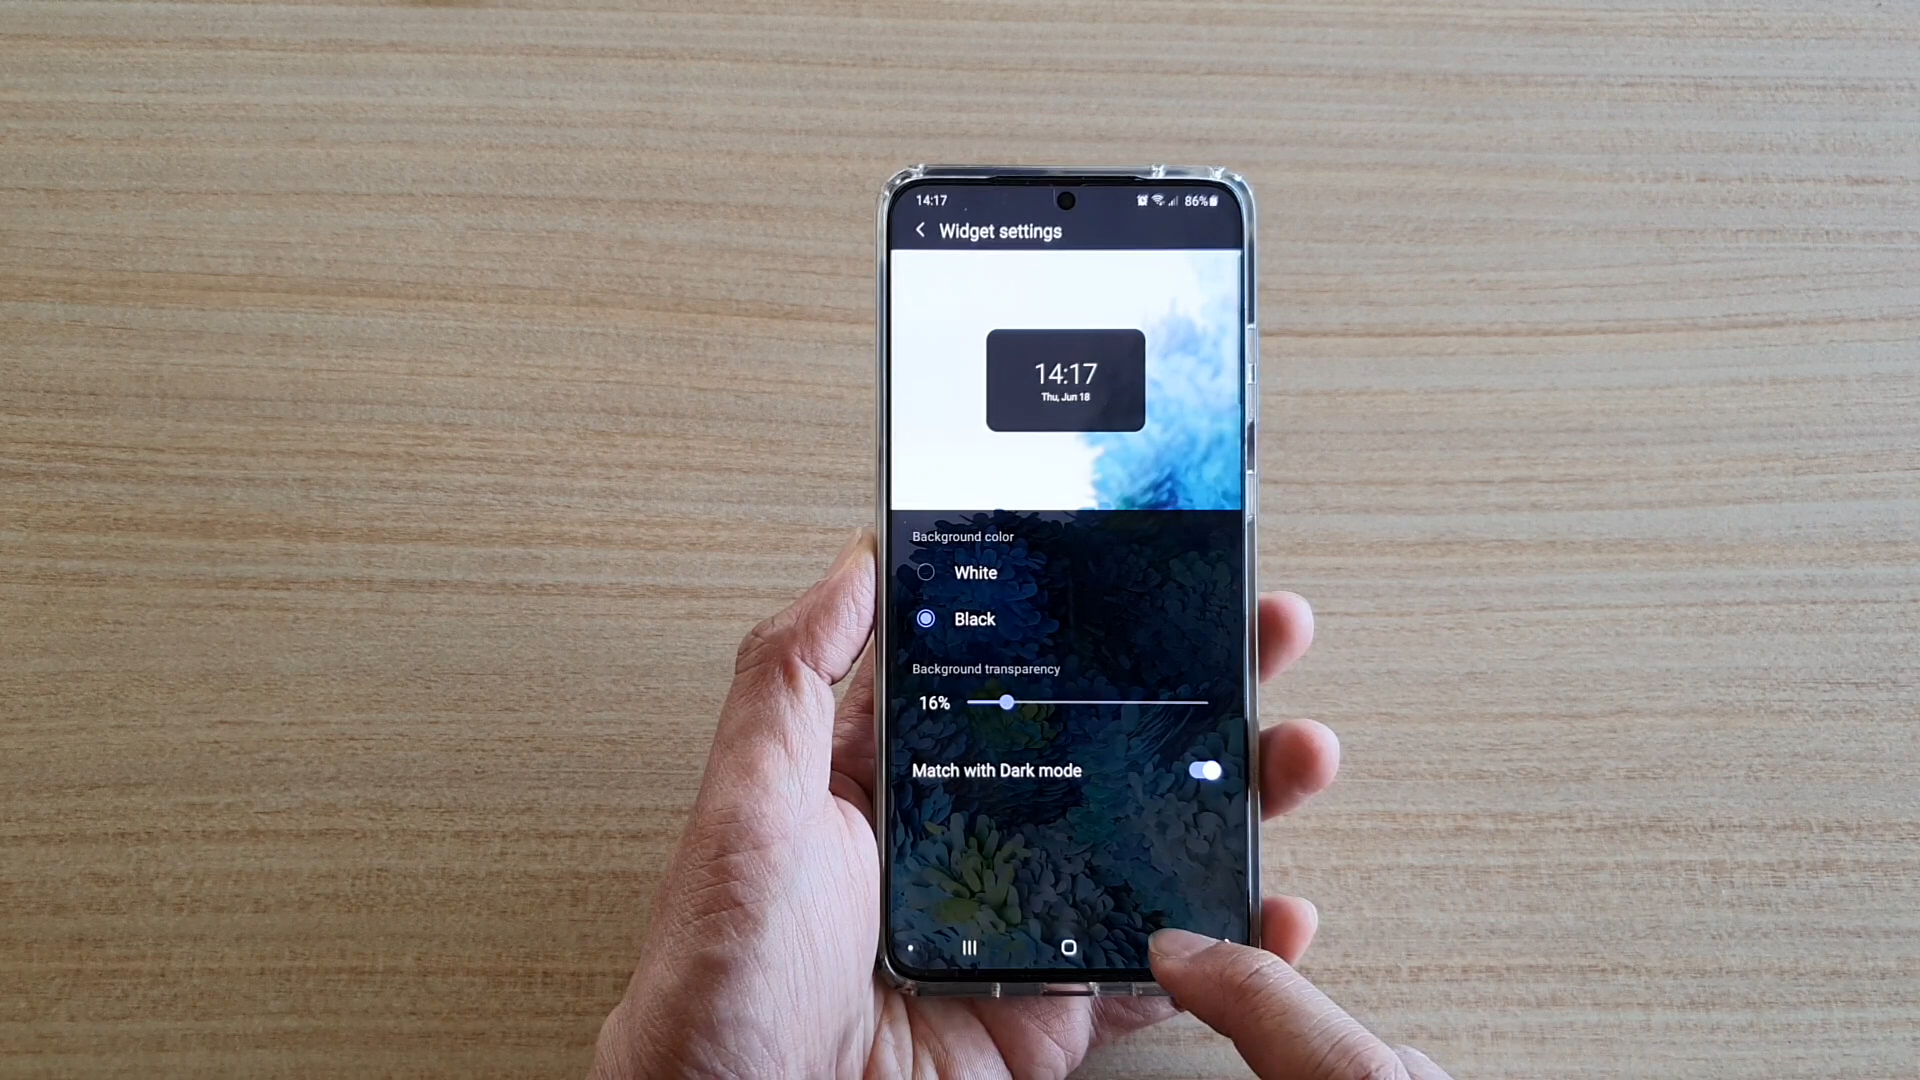 14:17
86%
Widget settings
14:17
Thu, Jun 18
Background color
White
Black
Background transparency
16%
Match with Dark mode